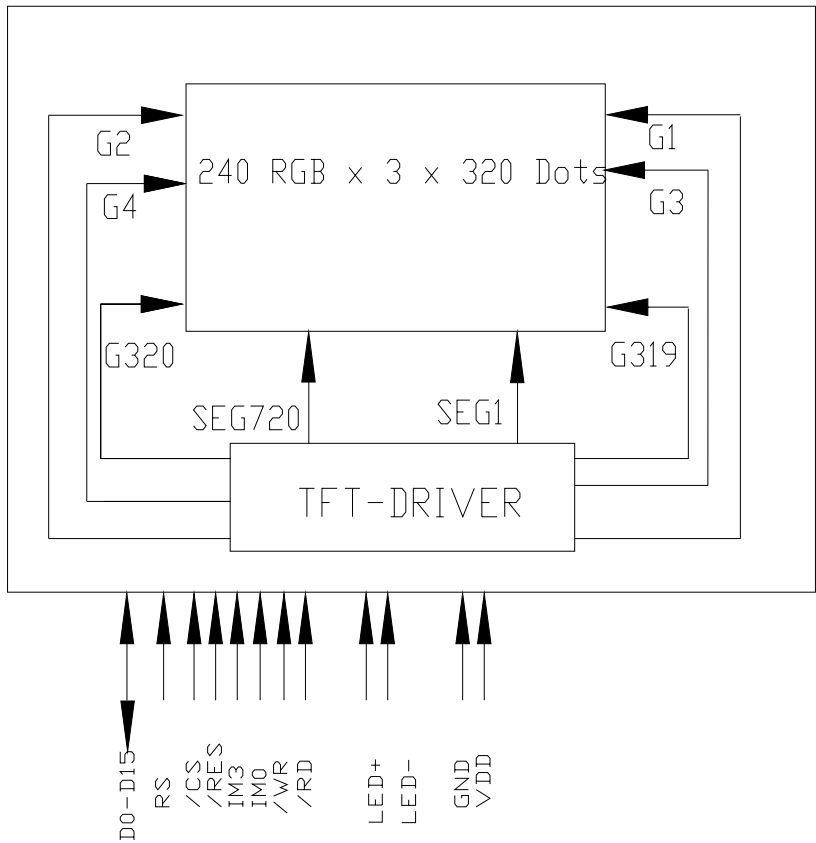 G2
G1
240 RGB x 3 x 320 Dots
G4
G3
G320
G319
SEG720
SEG1
TFT-DRIVER
D0-D15
RS
/CS
/RES
IM3
IM0
/WR
/RD
LED+
LED-
GND
VDD